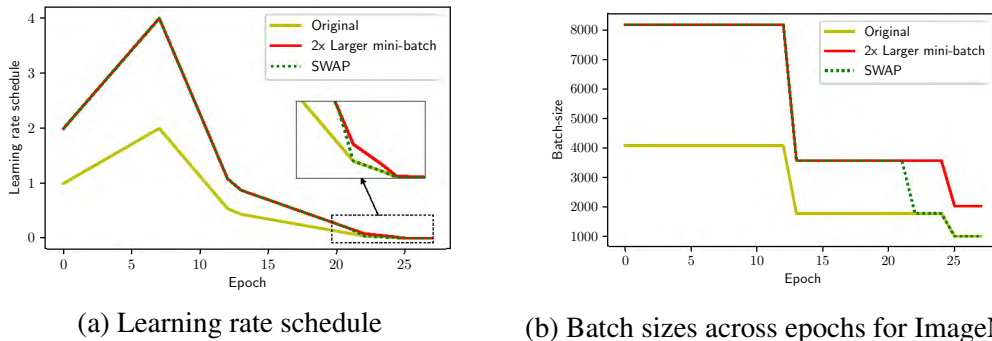 4
3
2
1
0
Learning rate schedule
0 5 10 15 20 25
Epoch
Original
2x Larger mini-batch
SWAP
(a) Learning rate schedule
8000
7000
6000
5000
4000
3000
2000
1000
Batch-size
0 5 10 15 20 25
Epoch
Original
2x Larger mini-batch
SWAP
(b) Batch sizes across epochs for Image